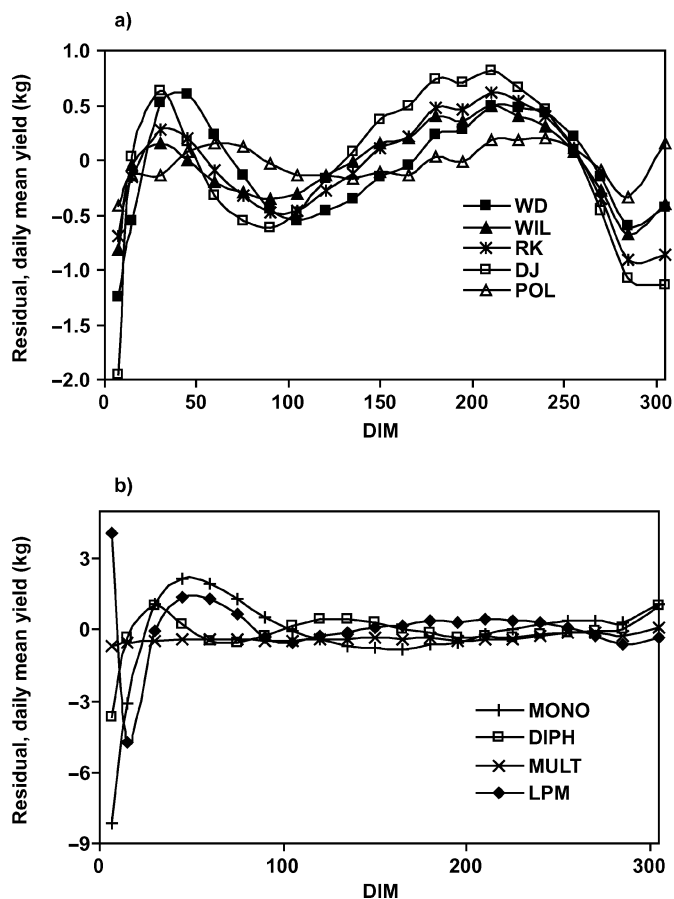 a)
Residual, daily mean yield (kg)
1.0
0.5
0
−0.5
−1.0
−1.5
−2.0
WD
WIL
RK
DJ
POL
0 50 100 150 200 250 300
DIM
b)
Residual, daily mean yield (kg)
3
0
−3
−6
−9
MONO
DIPH
MULT
LPM
0 100 200 300
DIM